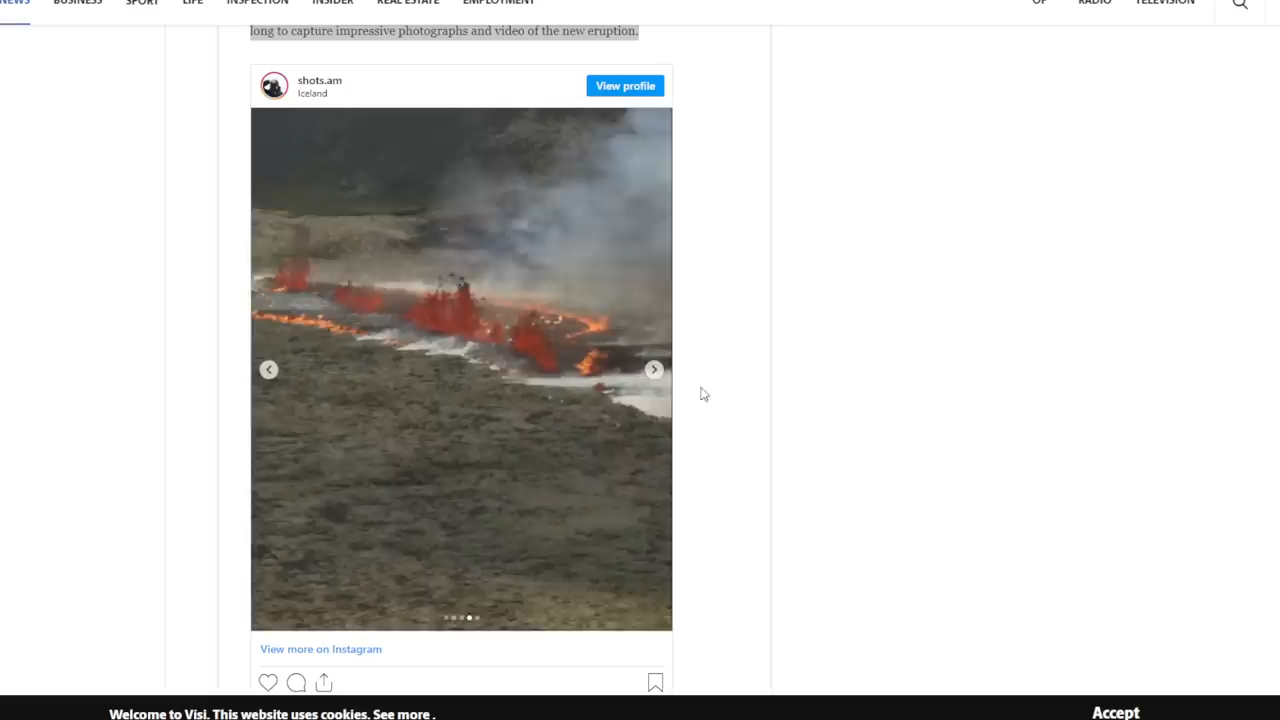 NEWS BUSINESS SPORT LIFE INSPECTION INSIDER REAL ESTATE EMPLOYMENT OF RADIO TELEVISION
long to capture impressive photographs and video of the new eruption.
shots.am
Iceland
View profile
View more on Instagram
Welcome to Visi. This website uses cookies. See more .
Accept